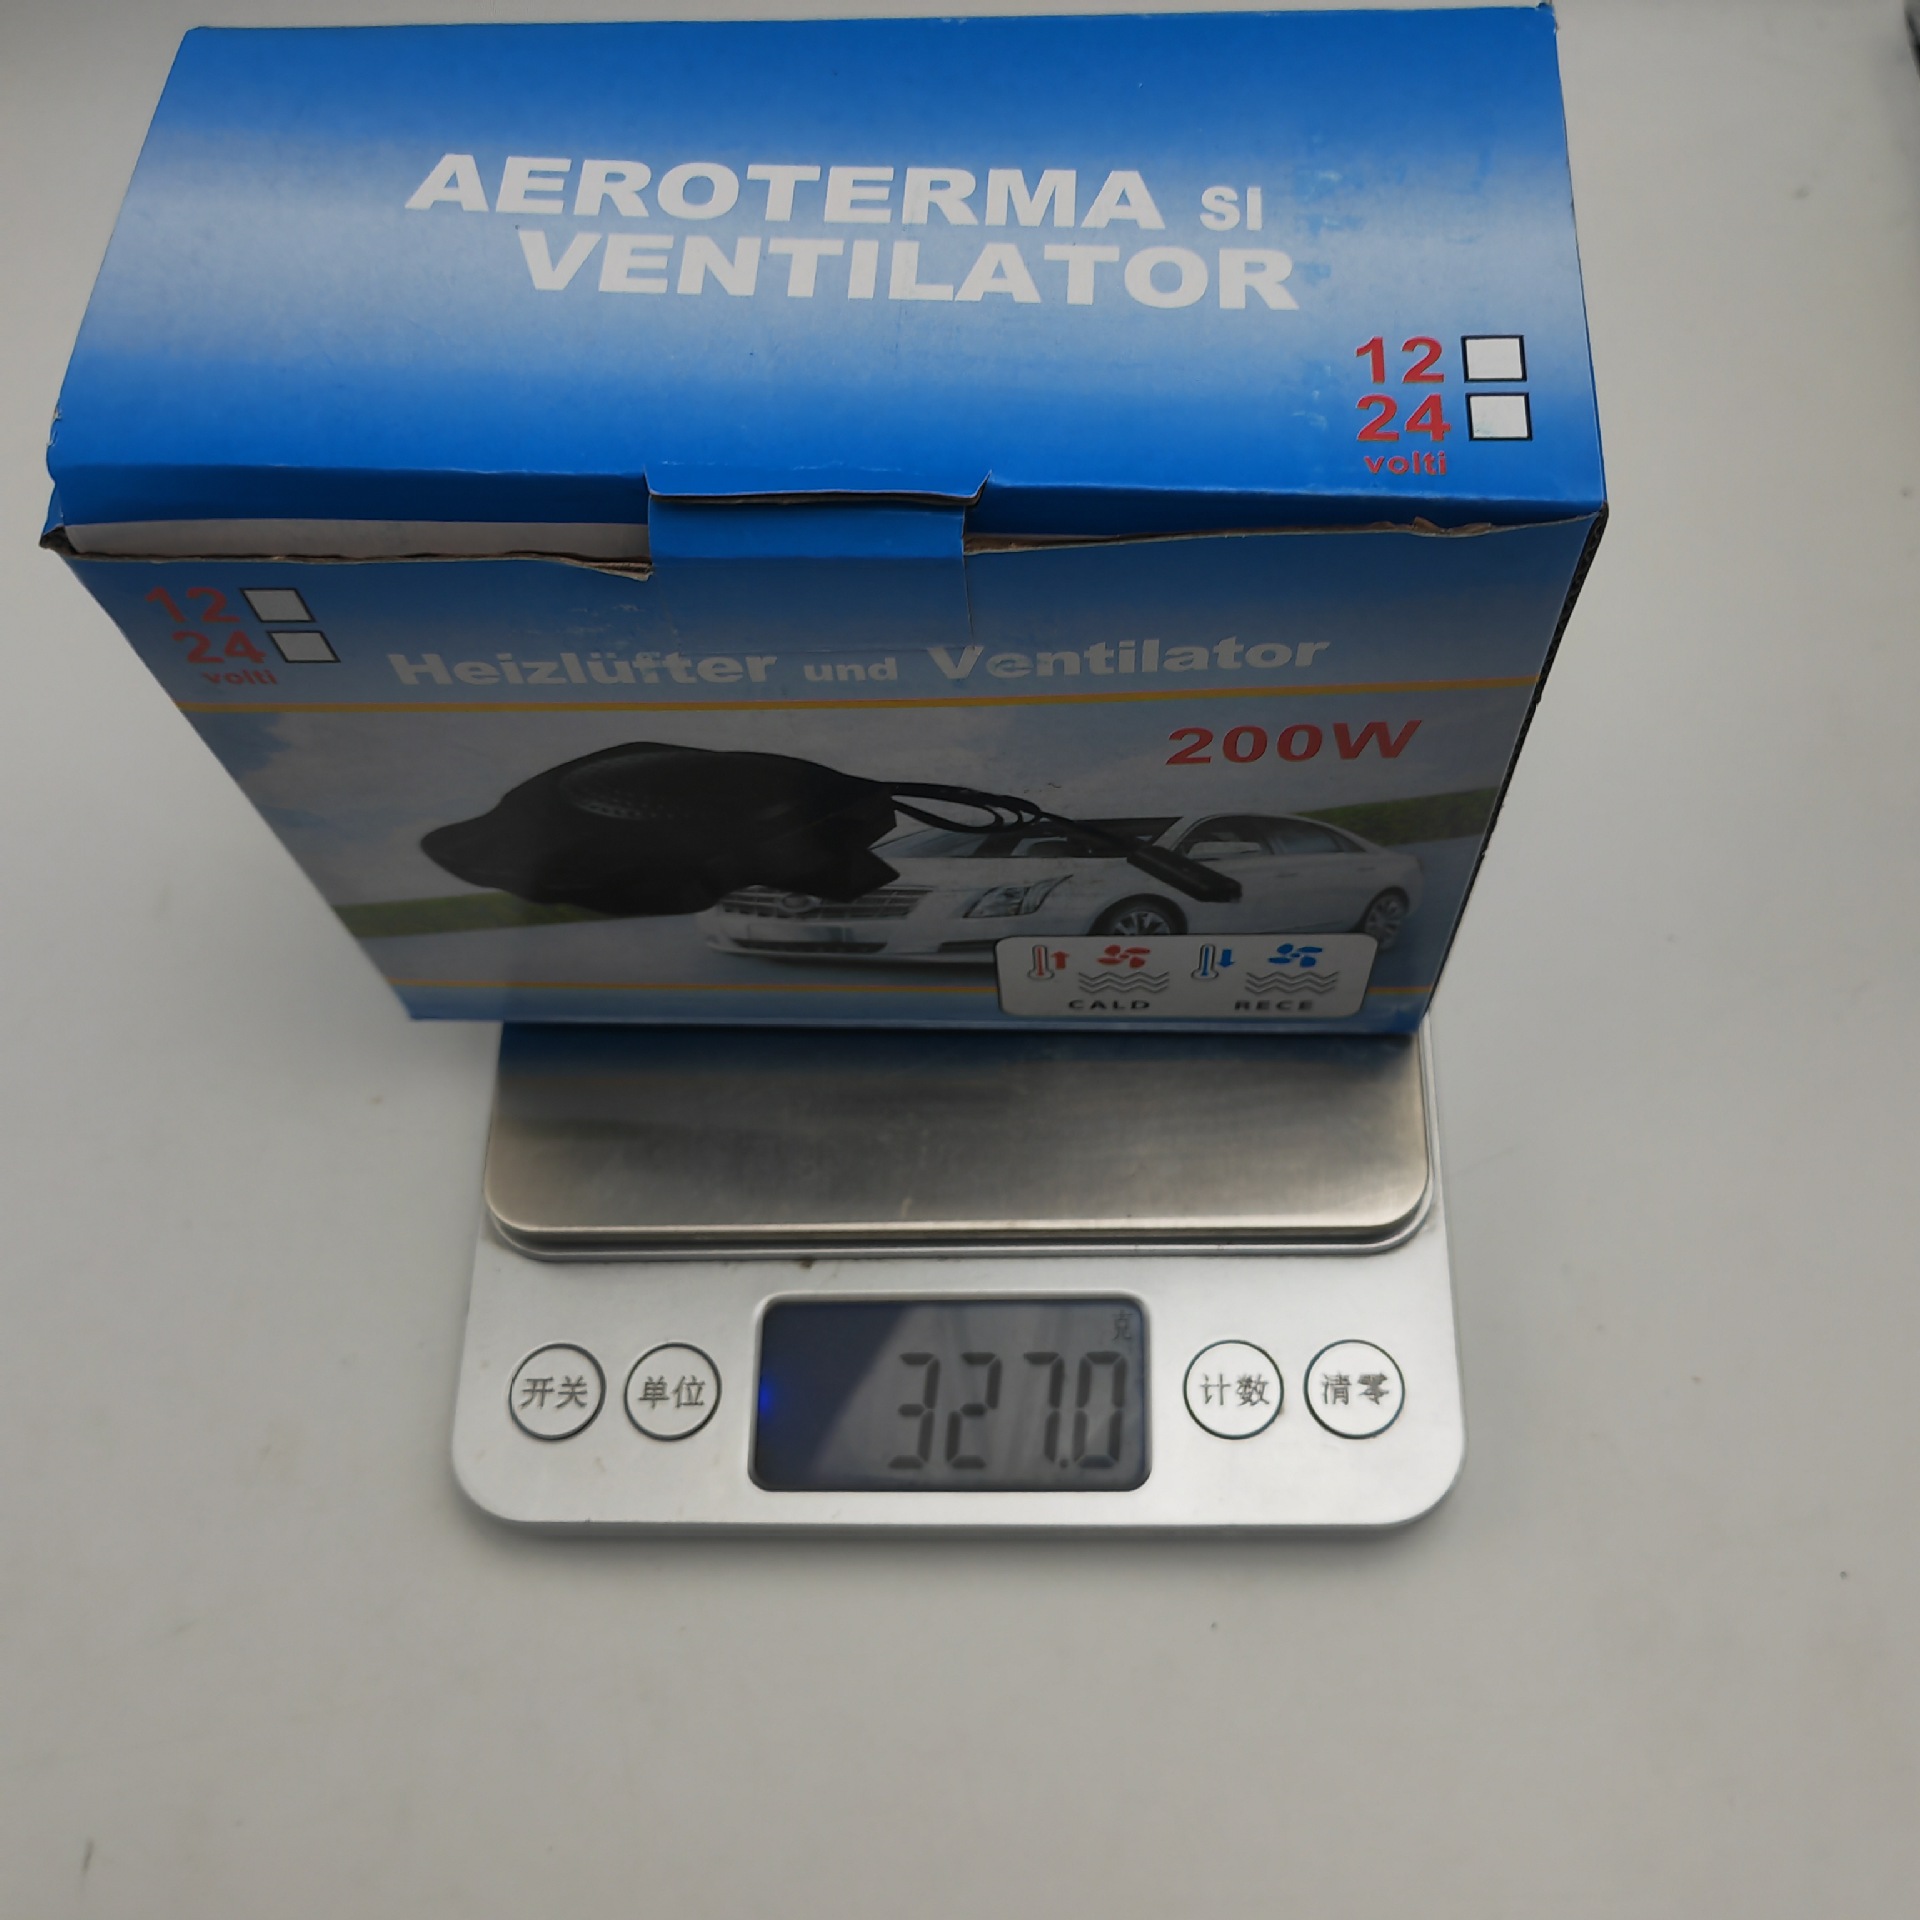 AEROTERMA SI
VENTILATOR
12
24
volti
12
24
volti
Heizlüfter und Ventilator
200W
CALD
RECE
克
327.0
开关
单位
计数
清零